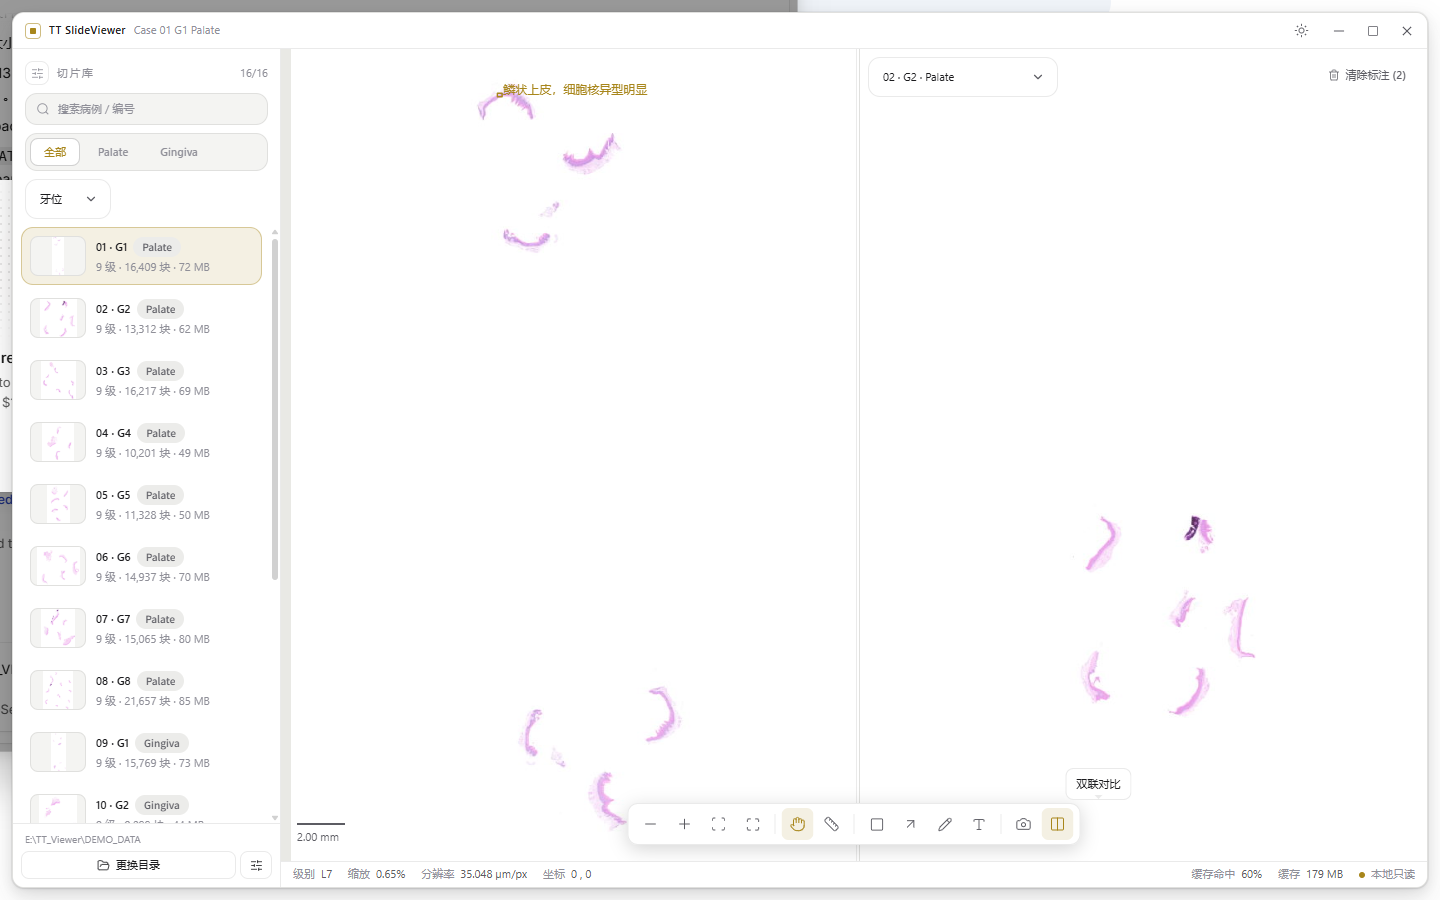 TT SlideViewer Case 01 G1 Palate
切片库 16/16
搜索病例 / 编号
全部 Palate Gingiva
牙位
01 · G1 Palate
9 级 · 16,409 块 · 72 MB
02 · G2 Palate
9 级 · 13,312 块 · 62 MB
03 · G3 Palate
9 级 · 16,217 块 · 69 MB
04 · G4 Palate
9 级 · 10,201 块 · 49 MB
05 · G5 Palate
9 级 · 11,328 块 · 50 MB
06 · G6 Palate
9 级 · 14,937 块 · 70 MB
07 · G7 Palate
9 级 · 15,065 块 · 80 MB
08 · G8 Palate
9 级 · 21,657 块 · 85 MB
09 · G1 Gingiva
9 级 · 15,769 块 · 73 MB
10 · G2 Gingiva
E:\TT_Viewer\DEMO_DATA
更换目录
鳞状上皮，细胞核异型明显
2.00 mm
02 · G2 · Palate
清除标注 (2)
双联对比
级别 L7 缩放 0.65% 分辨率 35.048 µm/px 坐标 0 , 0
缓存命中 60% 缓存 179 MB 本地只读